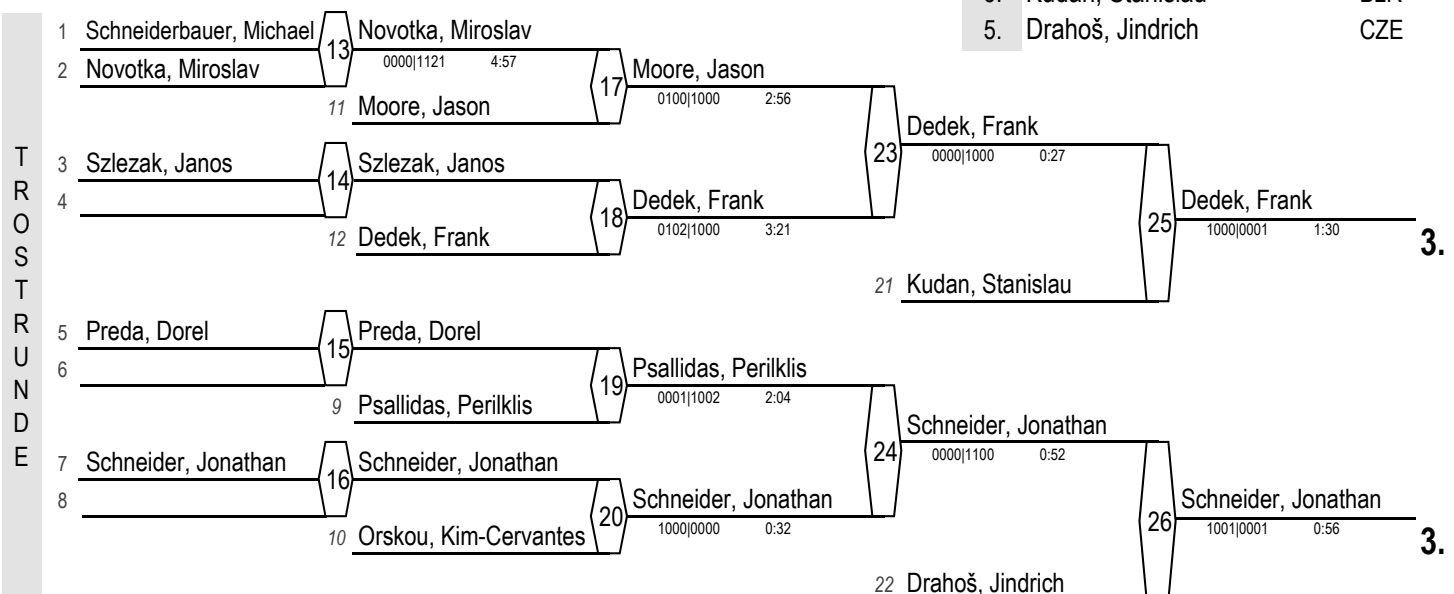 5. Kudan, Stanislau BLR
5. Drahoš, Jindrich CZE
TROSTRUNDE
1 Schneiderbauer, Michael
2 Novotka, Miroslav
13
Novotka, Miroslav
0000|1121 4:57
11 Moore, Jason
17
Moore, Jason
0100|1000 2:56
3 Szlezak, Janos
4
14
Szlezak, Janos
12 Dedek, Frank
18
Dedek, Frank
0102|1000 3:21
23
Dedek, Frank
0000|1000 0:27
21 Kudan, Stanislau
25
Dedek, Frank
1000|0001 1:30
3.
5 Preda, Dorel
6
15
Preda, Dorel
9 Psallidas, Perilklis
19
Psallidas, Perilklis
0001|1002 2:04
7 Schneider, Jonathan
8
16
Schneider, Jonathan
10 Orskou, Kim-Cervantes
20
Schneider, Jonathan
1000|0000 0:32
24
Schneider, Jonathan
0000|1100 0:52
22 Drahoš, Jindrich
26
Schneider, Jonathan
1001|0001 0:56
3.